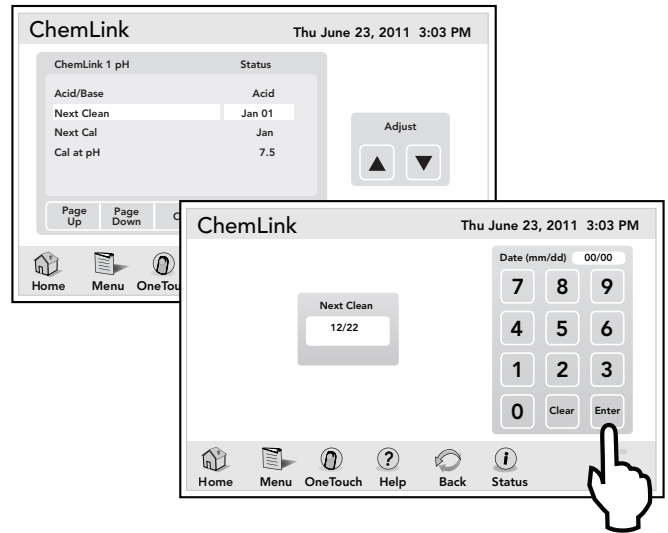 ChemLink Thu June 23, 2011 3:03 PM
ChemLink 1 pH Status
Acid/Base Acid
Next Clean Jan 01
Next Cal Jan
Cal at pH 7.5
Adjust
Page Up Page Down
Home Menu
ChemLink Thu June 23, 2011 3:03 PM
Date (mm/dd) 00/00
Next Clean
12/22
7 8 9
4 5 6
1 2 3
0 Clear Enter
Home Menu OneTouch Help Back Status